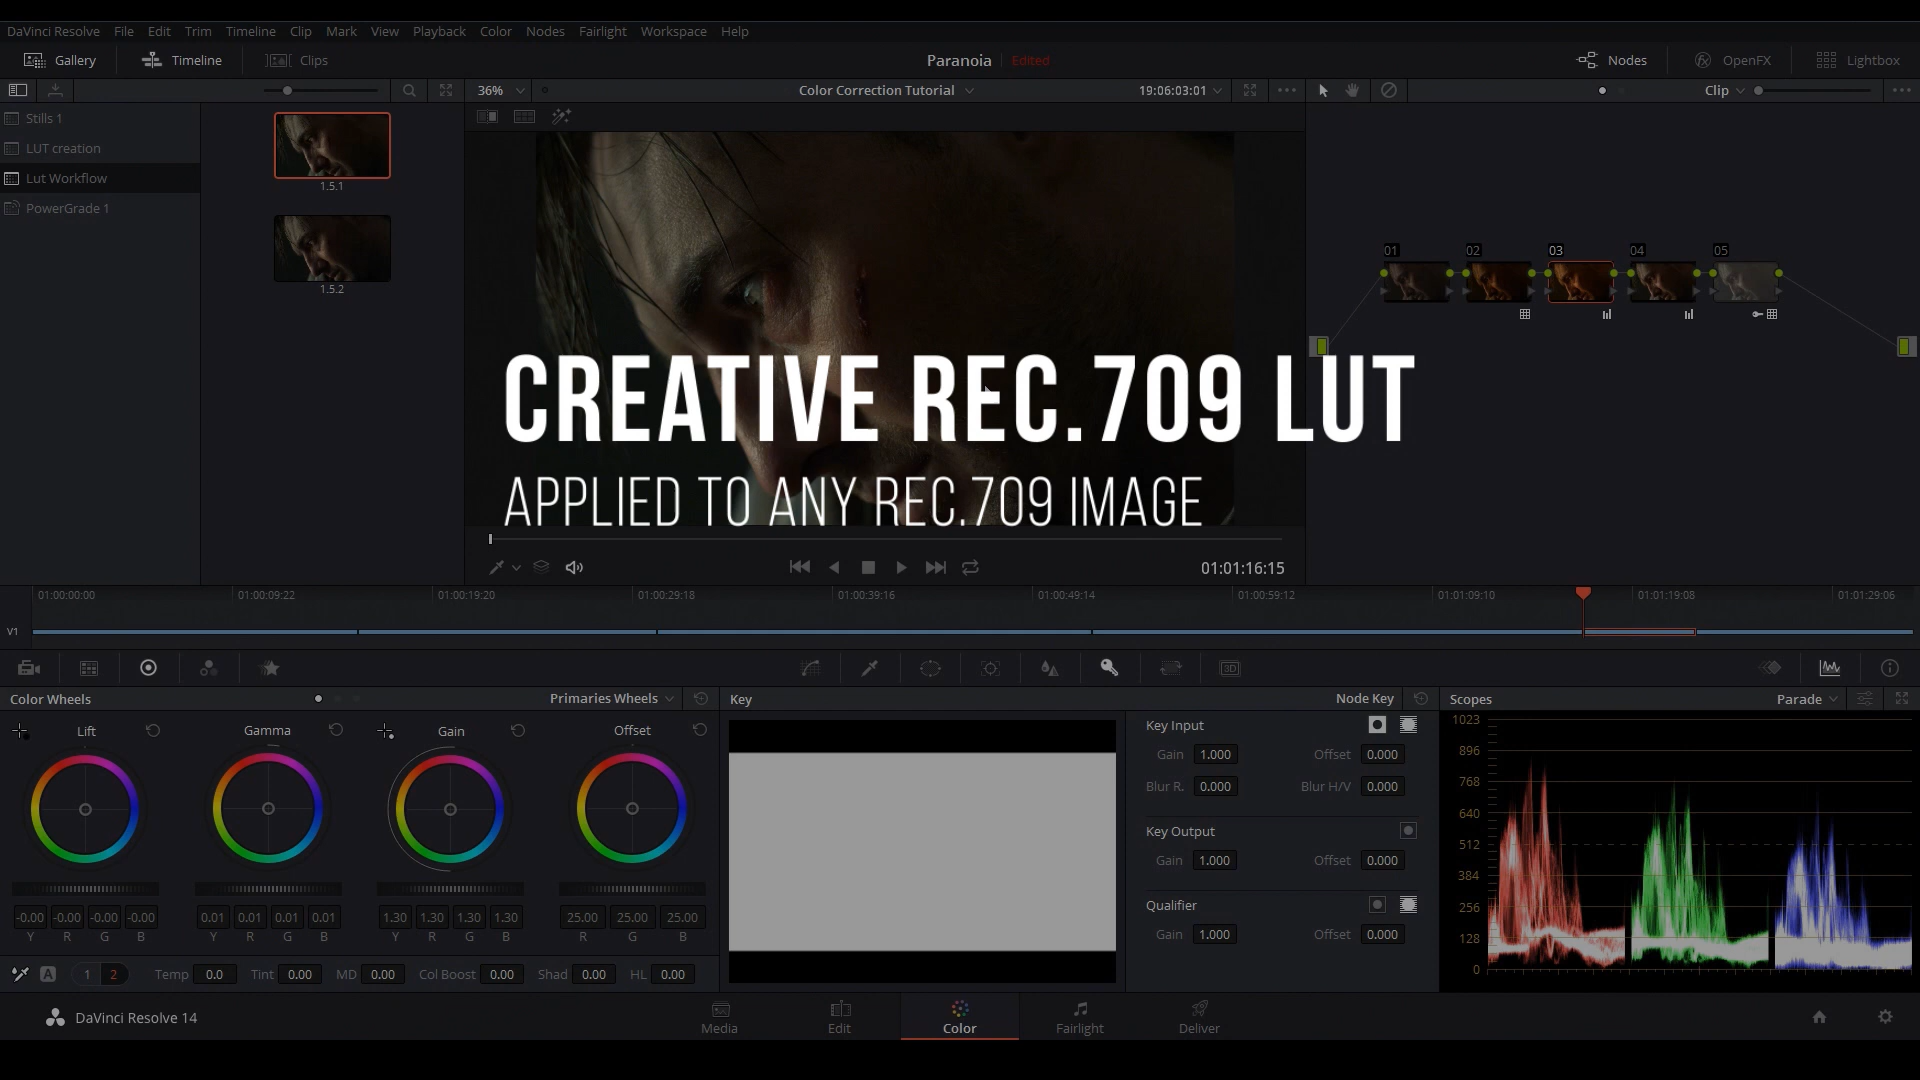 DaVinci Resolve File Edit Trim Timeline Clip Mark View Playback Color Nodes Fairlight Workspace Help
Gallery Timeline Clips Paranoia Edited Nodes OpenFX Lightbox
36% Color Correction Tutorial 19:06:03:01 Clip
Stills 1
LUT creation
Lut Workflow
PowerGrade 1
1.5.1
1.5.2
01 02 03 04 05
CREATIVE REC.709 LUT
APPLIED TO ANY REC.709 IMAGE
01:01:16:15
01:00:00:00 01:00:09:22 01:00:19:20 01:00:29:18 01:00:39:16 01:00:49:14 01:00:59:12 01:01:09:10 01:01:19:08 01:01:29:06
V1
3D
Color Wheels Primaries Wheels Key Node Key Scopes Parade
Lift Gamma Gain Offset
-0.00 -0.00 -0.00 -0.00 0.01 0.01 0.01 0.01 1.30 1.30 1.30 1.30 25.00 25.00 25.00
Y R G B Y R G B Y R G B R G B
A 1 2 Temp 0.0 Tint 0.00 MD 0.00 Col Boost 0.00 Shad 0.00 HL 0.00
Key Input
Gain 1.000 Offset 0.000
Blur R. 0.000 Blur H/V 0.000
Key Output
Gain 1.000 Offset 0.000
Qualifier
Gain 1.000 Offset 0.000
1023
896
768
640
512
384
256
128
0
DaVinci Resolve 14
Media Edit Color Fairlight Deliver